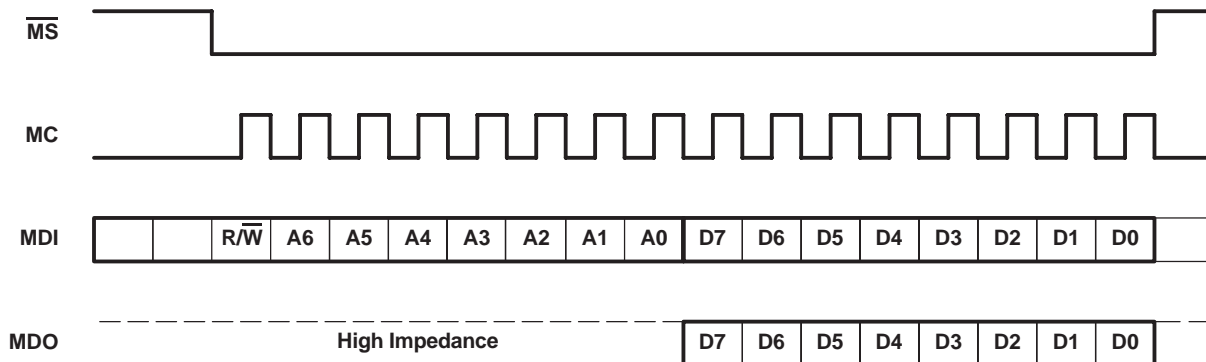 MS
MC
MDI R/W A6 A5 A4 A3 A2 A1 A0 D7 D6 D5 D4 D3 D2 D1 D0
MDO High Impedance D7 D6 D5 D4 D3 D2 D1 D0